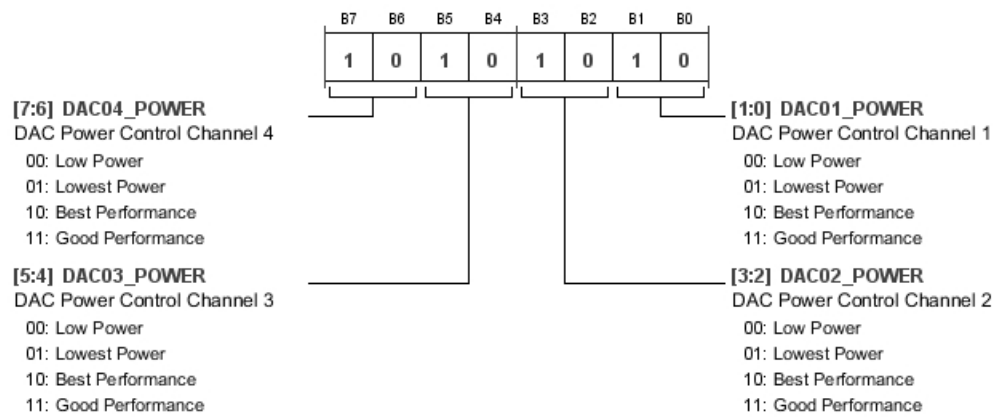 B7 B6 B5 B4 B3 B2 B1 B0
1 0 1 0 1 0 1 0
[7:6] DAC04_POWER
DAC Power Control Channel 4
00: Low Power
01: Lowest Power
10: Best Performance
11: Good Performance
[1:0] DAC01_POWER
DAC Power Control Channel 1
00: Low Power
01: Lowest Power
10: Best Performance
11: Good Performance
[5:4] DAC03_POWER
DAC Power Control Channel 3
00: Low Power
01: Lowest Power
10: Best Performance
11: Good Performance
[3:2] DAC02_POWER
DAC Power Control Channel 2
00: Low Power
01: Lowest Power
10: Best Performance
11: Good Performance